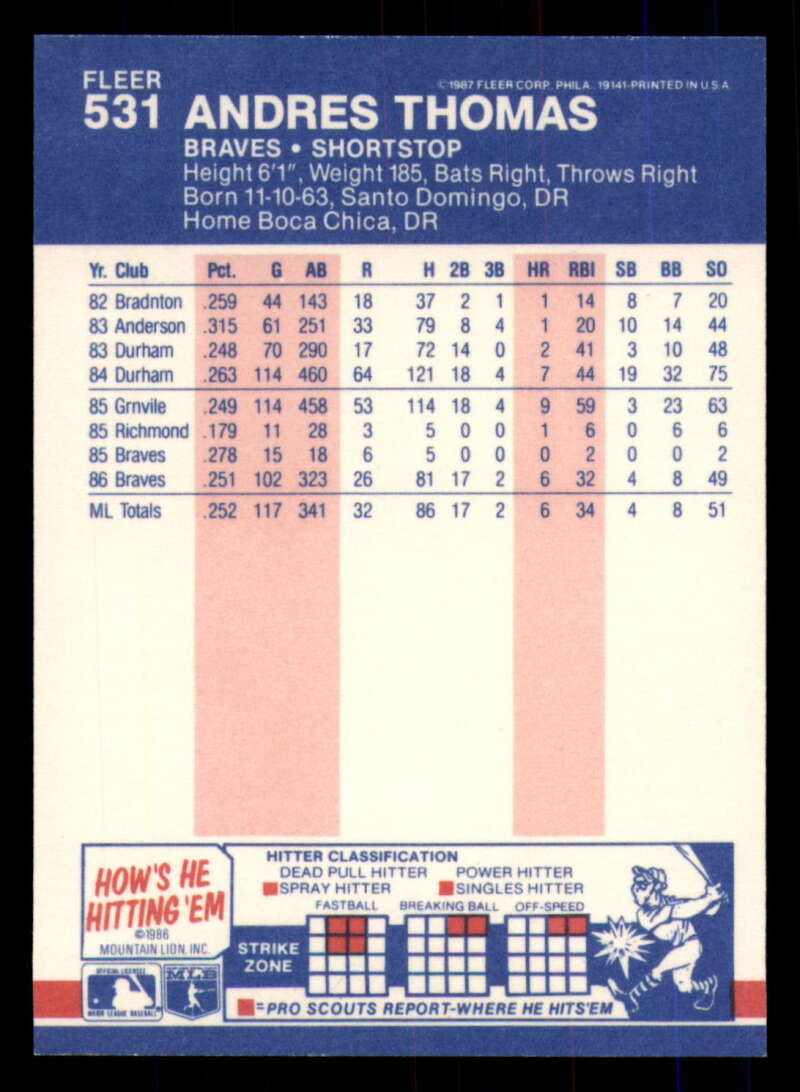 FLEER ©1987 FLEER CORP. PHILA. 19141-PRINTED IN U S A
531 ANDRES THOMAS
BRAVES • SHORTSTOP
Height 6'1", Weight 185, Bats Right, Throws Right
Born 11-10-63, Santo Domingo, DR
Home Boca Chica, DR
Yr. Club Pct. G AB R H 2B 3B HR RBI SB BB SO
82 Bradnton .259 44 143 18 37 2 1 1 14 8 7 20
83 Anderson .315 61 251 33 79 8 4 1 20 10 14 44
83 Durham .248 70 290 17 72 14 0 2 41 3 10 48
84 Durham .263 114 460 64 121 18 4 7 44 19 32 75
85 Grnvile .249 114 458 53 114 18 4 9 59 3 23 63
85 Richmond .179 11 28 3 5 0 0 1 6 0 6 6
85 Braves .278 15 18 6 5 0 0 0 2 0 0 2
86 Braves .251 102 323 26 81 17 2 6 32 4 8 49
ML Totals .252 117 341 32 86 17 2 6 34 4 8 51
HOW'S HE
HITTING 'EM
©1986
MOUNTAIN LION, INC.
HITTER CLASSIFICATION
DEAD PULL HITTER POWER HITTER
SPRAY HITTER SINGLES HITTER
FASTBALL BREAKING BALL OFF-SPEED
STRIKE
ZONE
=PRO SCOUTS REPORT-WHERE HE HITS'EM
OFFICIAL LICENSEE
MAJOR LEAGUE BASEBALL
MLB